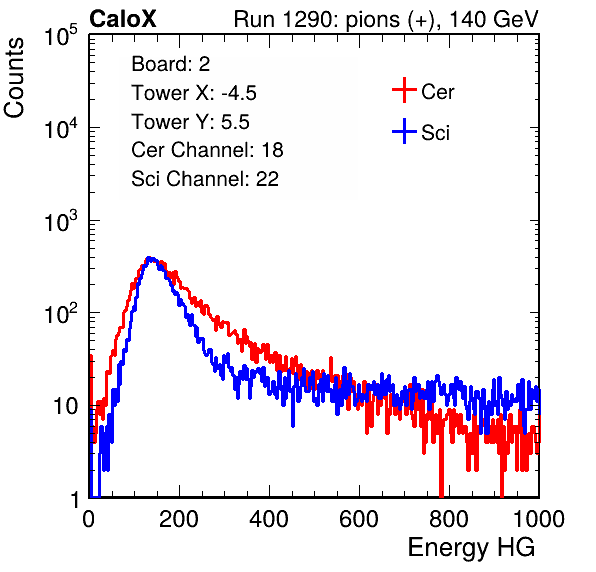 CaloX Run 1290: pions (+), 140 GeV
Counts
10^5
10^4
10^3
10^2
10
1
Board: 2
Tower X: -4.5
Tower Y: 5.5
Cer Channel: 18
Sci Channel: 22
Cer
Sci
0 200 400 600 800 1000
Energy HG